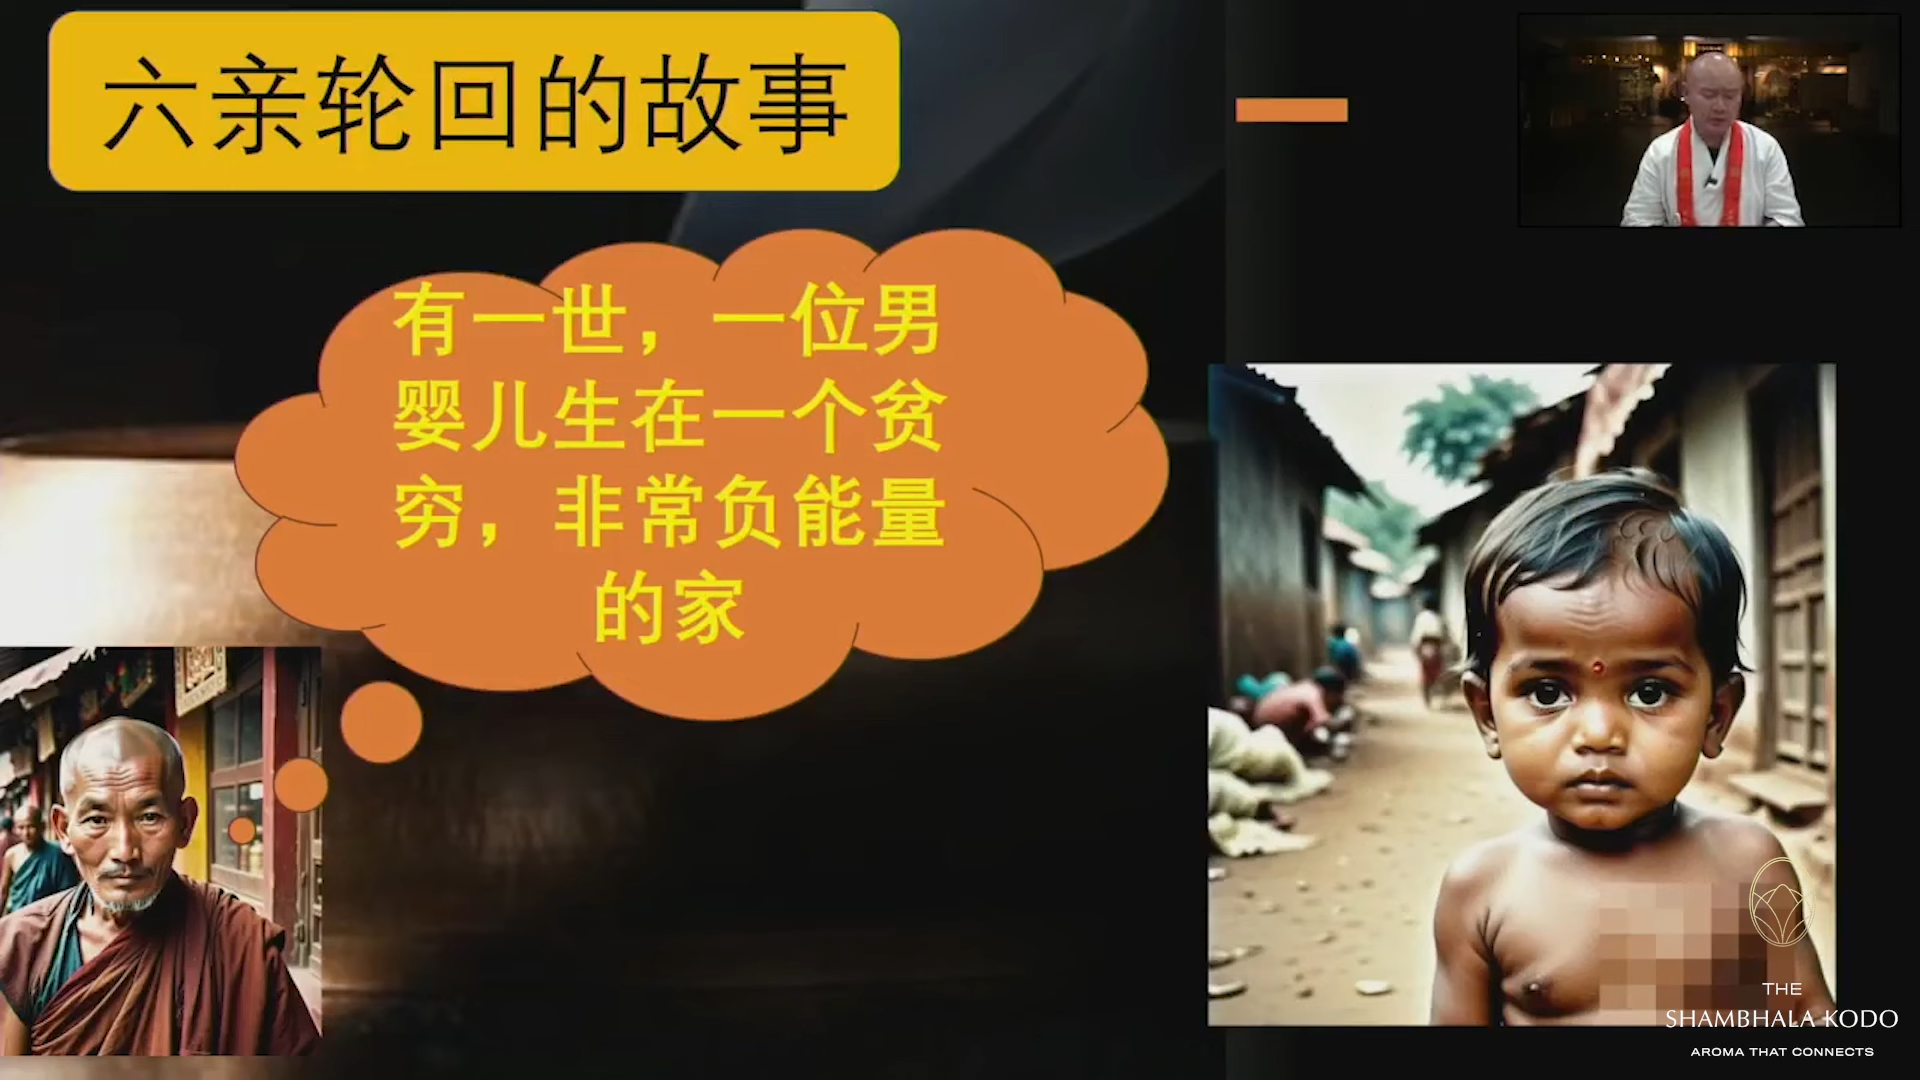 六亲轮回的故事
有一世，一位男
婴儿生在一个贫
穷，非常负能量
的家
THE
SHAMBHALA KODO
AROMA THAT CONNECTS